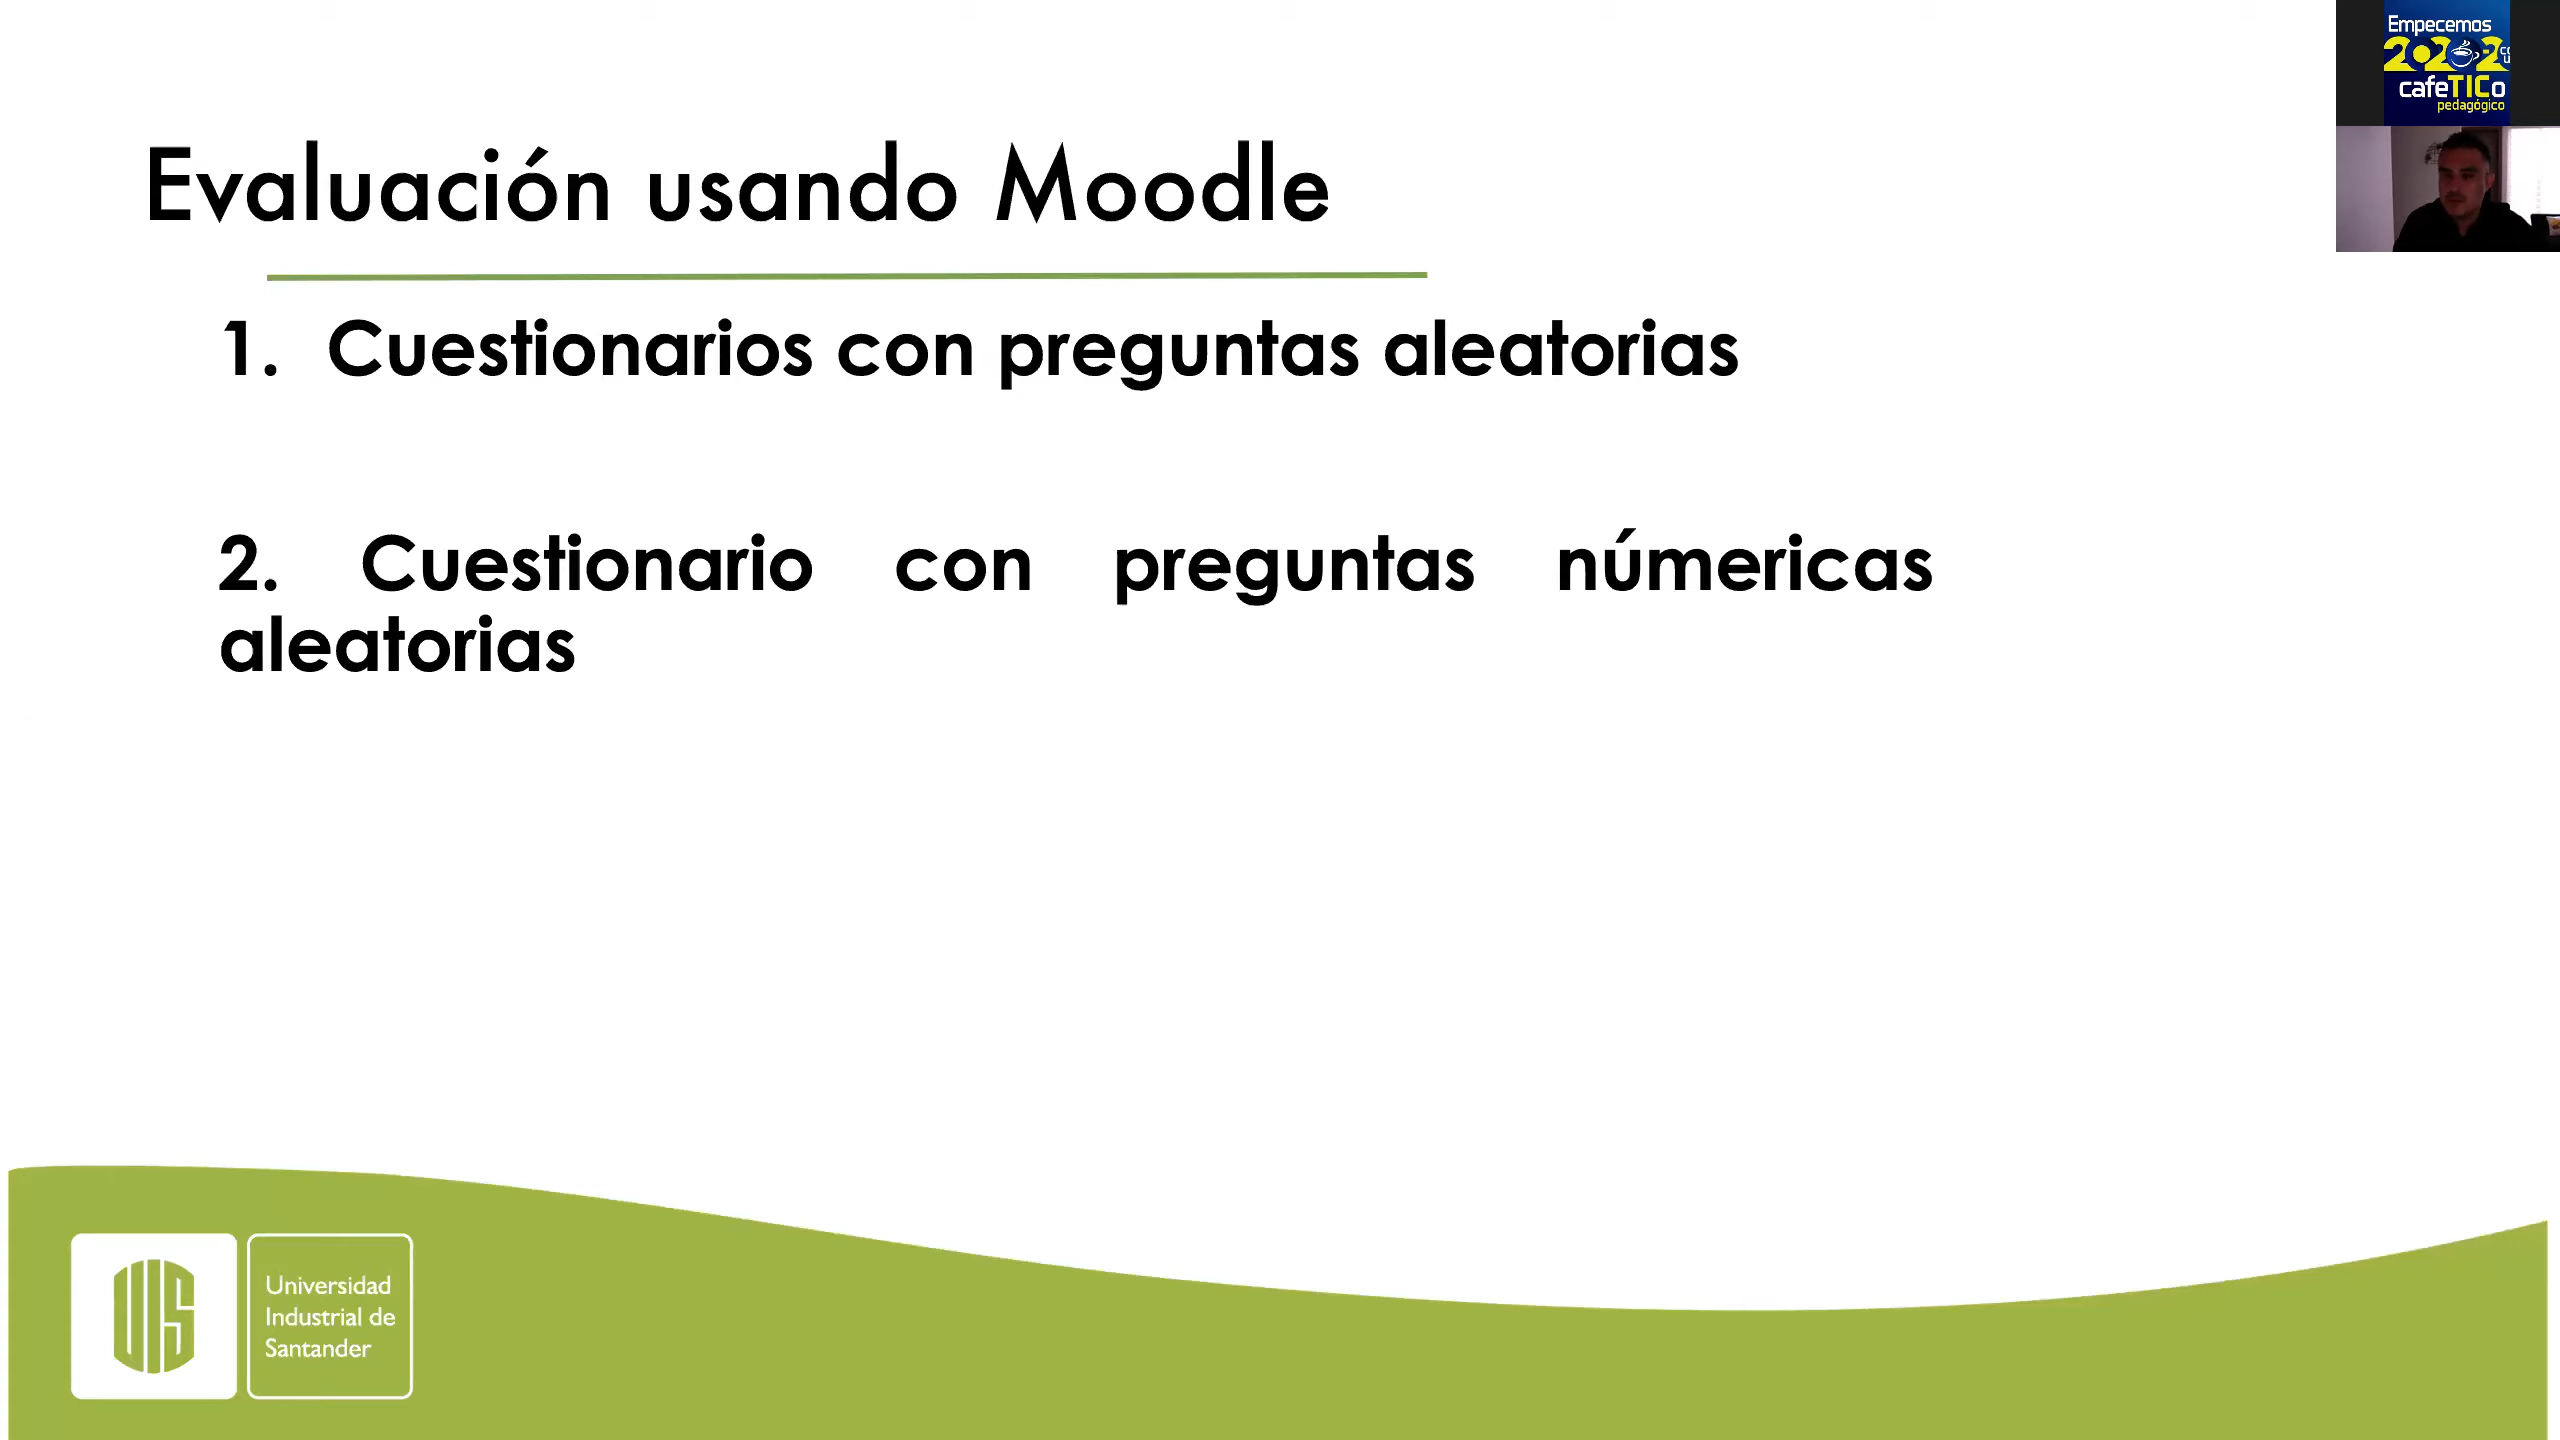 Evaluación usando Moodle
1. Cuestionarios con preguntas aleatorias
2. Cuestionario con preguntas númericas
aleatorias
Empecemos
cafeTICo
pedagógico
UIS
Universidad
Industrial de
Santander